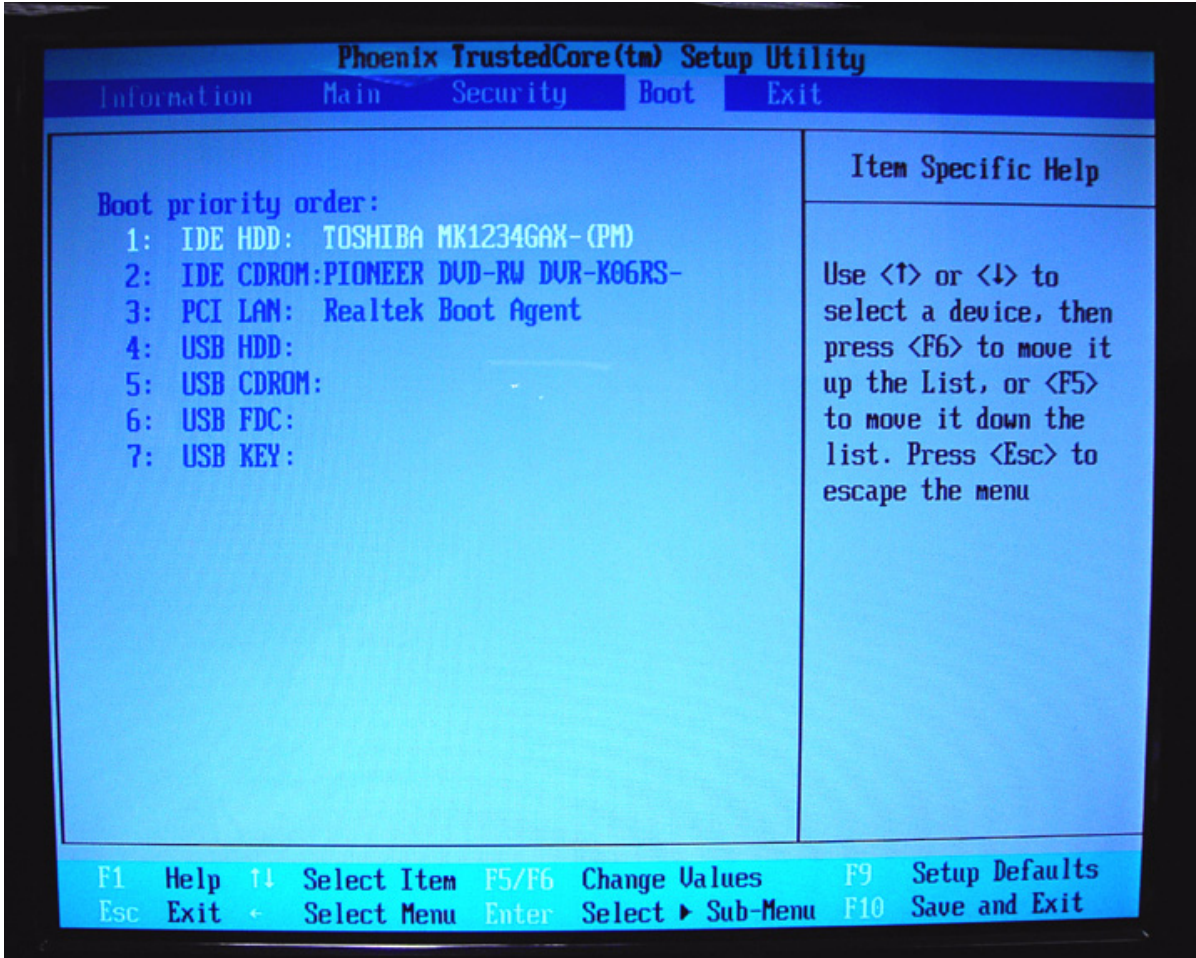 Phoenix TrustedCore(tm) Setup Utility
Information Main Security Boot Exit
Boot priority order:
1: IDE HDD: TOSHIBA MK1234GAX-(PM)
2: IDE CDROM:PIONEER DVD-RW DVR-K06RS-
3: PCI LAN: Realtek Boot Agent
4: USB HDD:
5: USB CDROM:
6: USB FDC:
7: USB KEY:
Item Specific Help
Use <↑> or <↓> to
select a device, then
press <F6> to move it
up the List, or <F5>
to move it down the
list. Press <Esc> to
escape the menu
F1 Help ↑↓ Select Item F5/F6 Change Values F9 Setup Defaults
Esc Exit ← Select Menu Enter Select ▶ Sub-Menu F10 Save and Exit